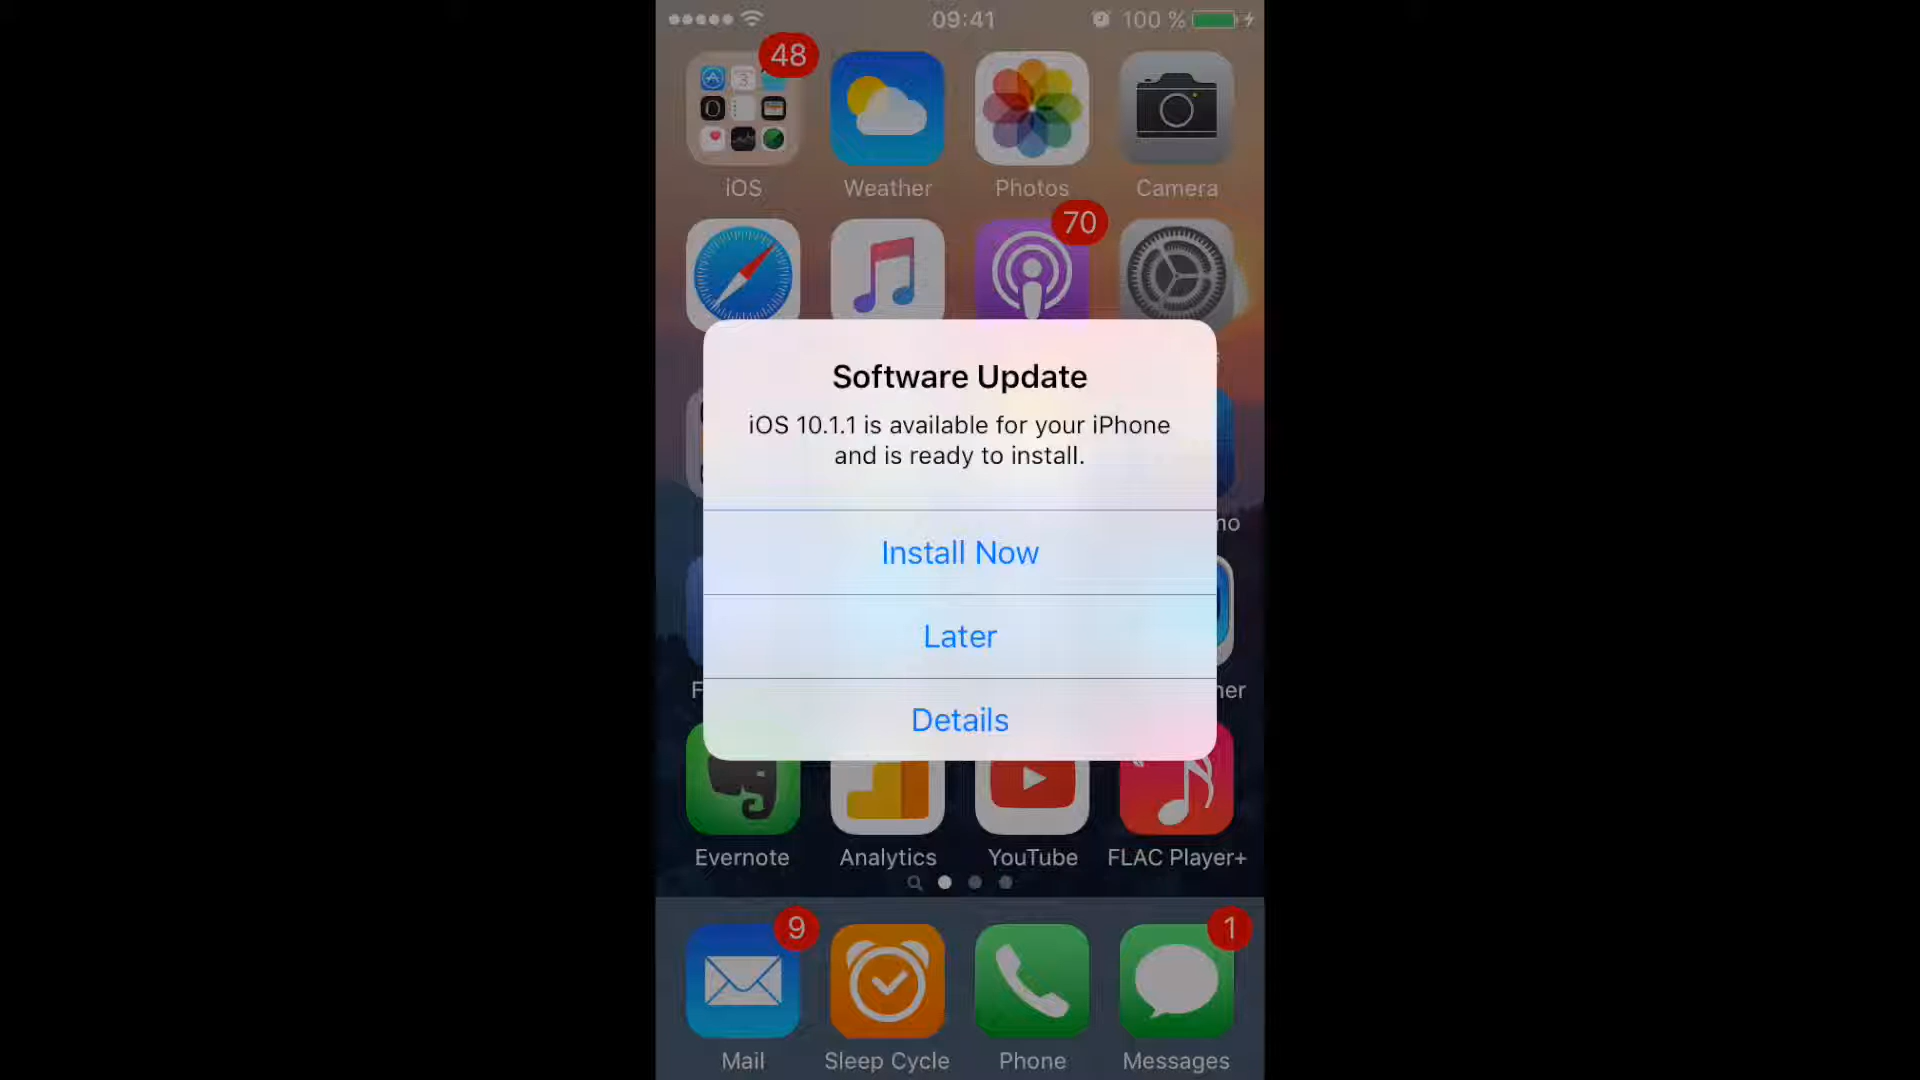 09:41 100 %
48
iOS Weather Photos Camera
70
Software Update
iOS 10.1.1 is available for your iPhone
and is ready to install.
Install Now
Later
Details
Evernote Analytics YouTube FLAC Player+
9 1
Mail Sleep Cycle Phone Messages